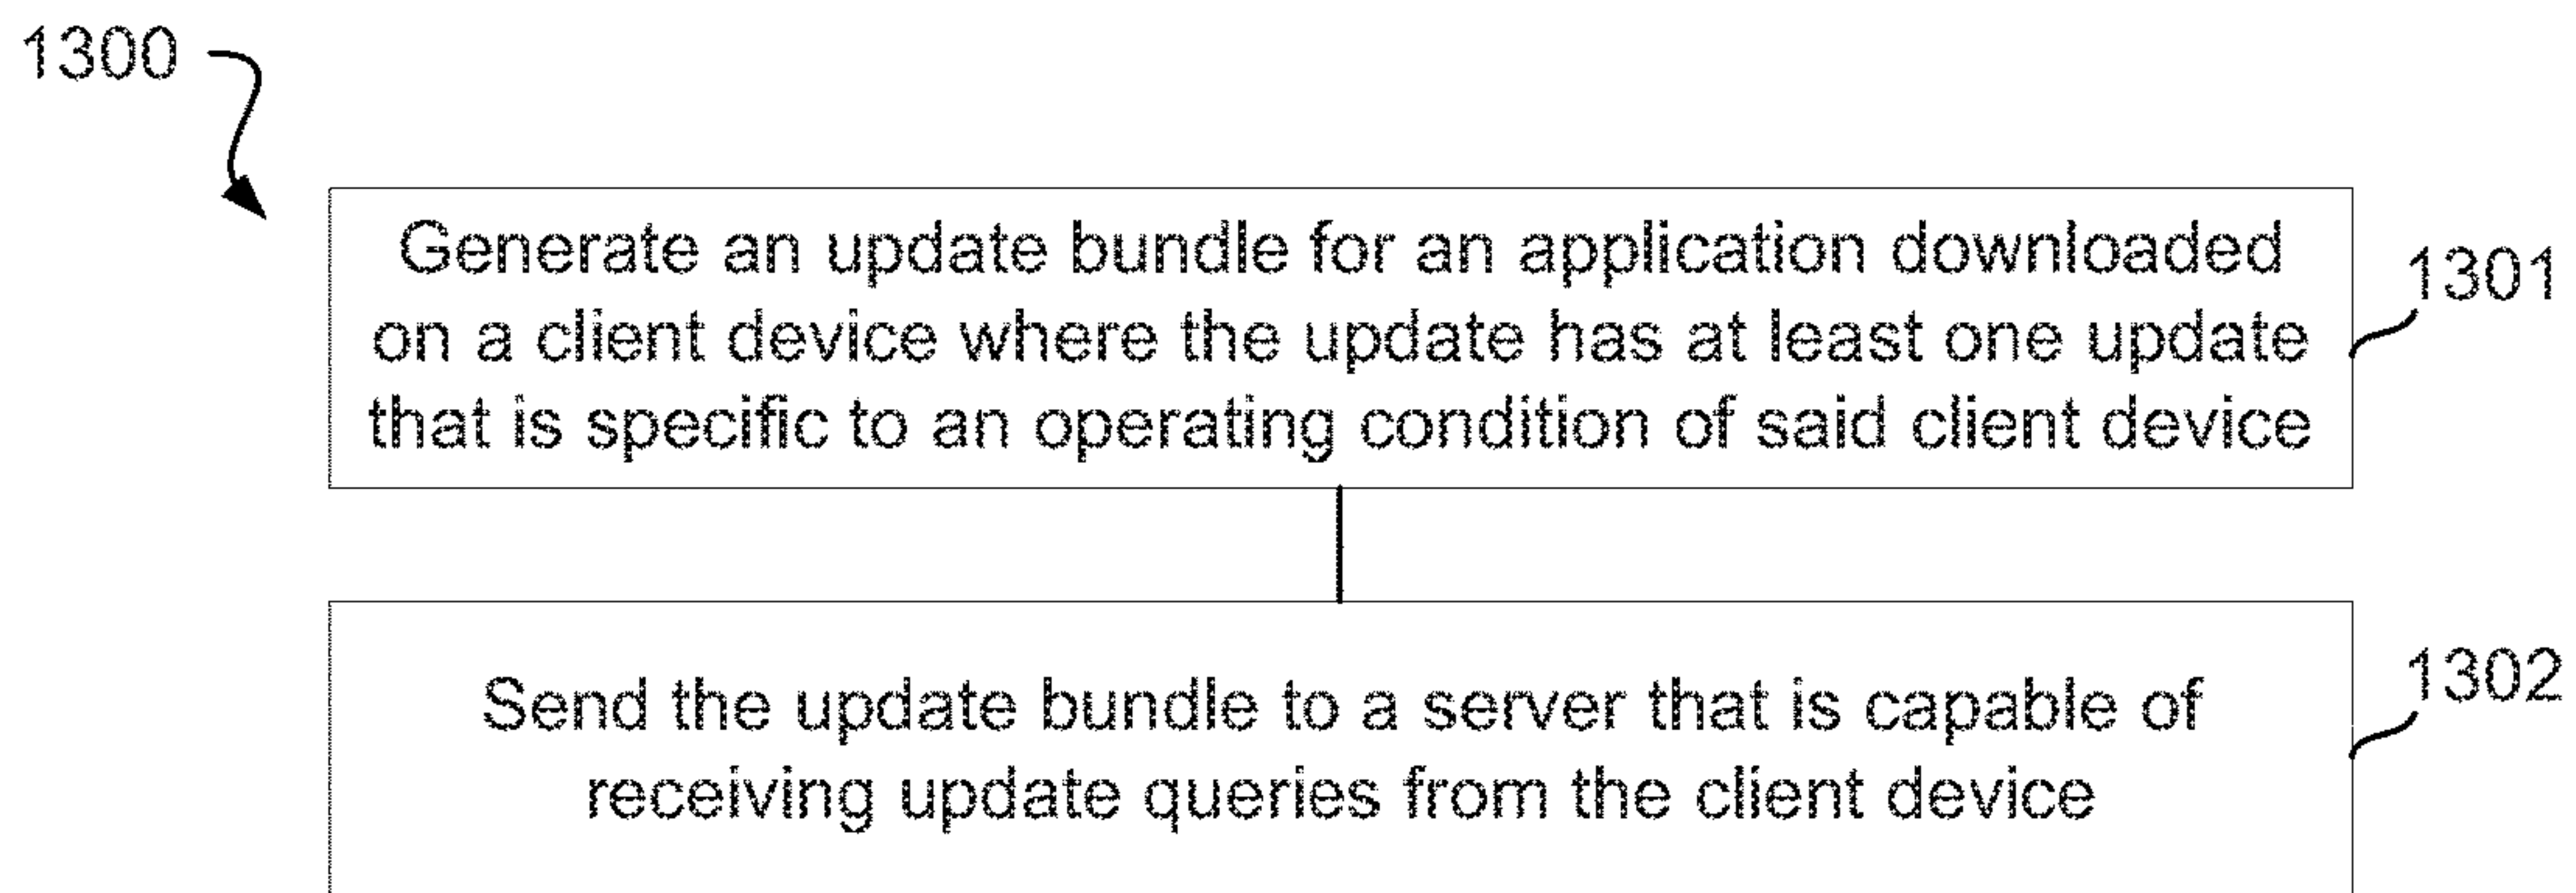 1300
Generate an update bundle for an application downloaded
on a client device where the update has at least one update
that is specific to an operating condition of said client device
1301
Send the update bundle to a server that is capable of
receiving update queries from the client device
1302